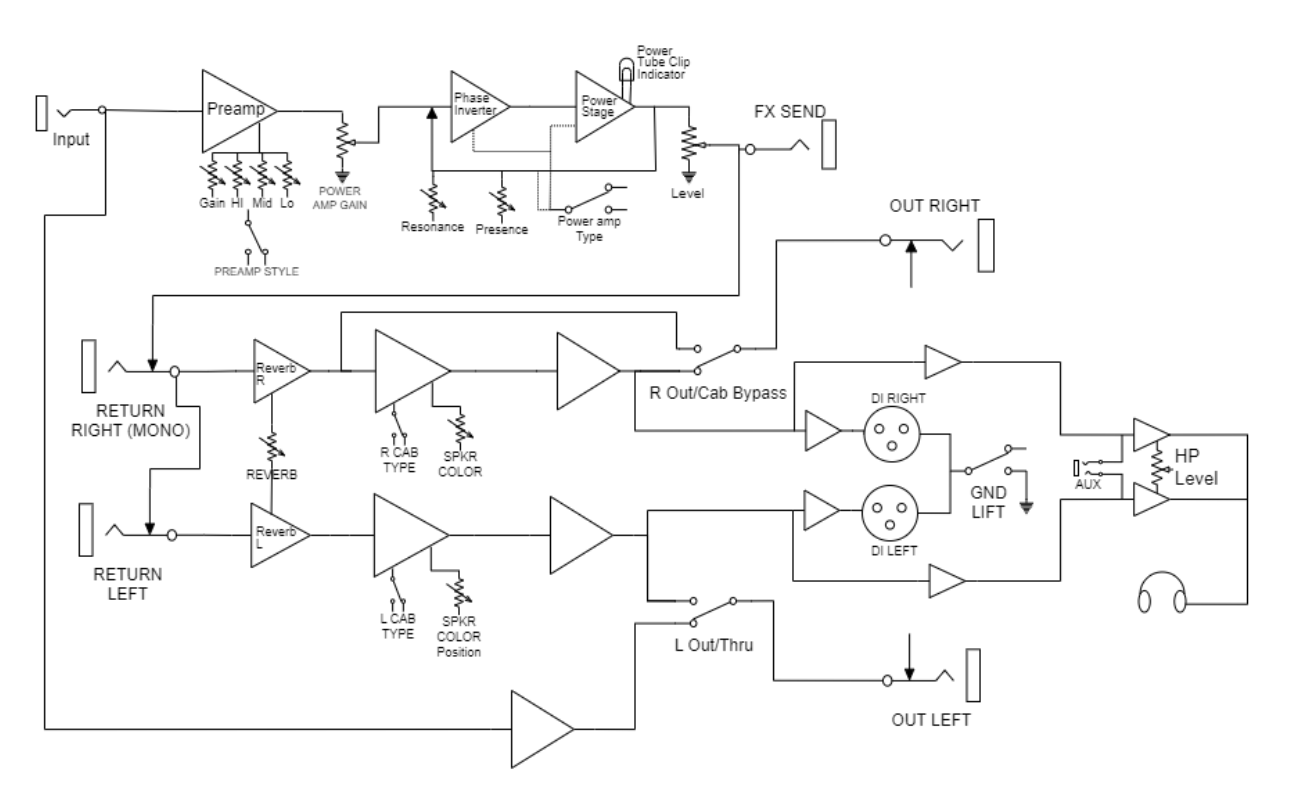 Power
Tube Clip
Indicator
Preamp
Phase
Inverter
Power
Stage
FX SEND
Input
Gain
HI
Mid
Lo
POWER
AMP GAIN
Level
Resonance
Presence
Power amp
Type
OUT RIGHT
PREAMP STYLE
Reverb
R
R Out/Cab Bypass
DI RIGHT
RETURN
RIGHT (MONO)
R CAB
TYPE
SPKR
COLOR
REVERB
HP
Level
AUX
GND
LIFT
Reverb
L
DI LEFT
RETURN
LEFT
L CAB
TYPE
SPKR
COLOR
Position
L Out/Thru
OUT LEFT